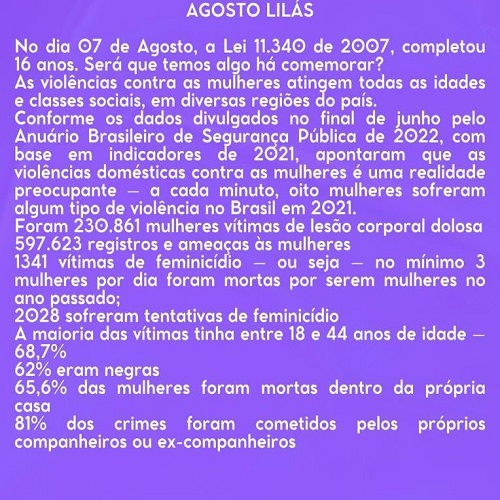 AGOSTO LILÁS
No dia 07 de Agosto, a Lei 11.340 de 2007, completou
16 anos. Será que temos algo há comemorar?
As violências contra as mulheres atingem todas as idades
e classes sociais, em diversas regiões do país.
Conforme os dados divulgados no final de junho pelo
Anuário Brasileiro de Segurança Pública de 2022, com
base em indicadores de 2021, apontaram que as
violências domésticas contra as mulheres é uma realidade
preocupante – a cada minuto, oito mulheres sofreram
algum tipo de violência no Brasil em 2021.
Foram 230.861 mulheres vítimas de lesão corporal dolosa
597.623 registros e ameaças às mulheres
1341 vítimas de feminicídio – ou seja – no mínimo 3
mulheres por dia foram mortas por serem mulheres no
ano passado;
2028 sofreram tentativas de feminicídio
A maioria das vítimas tinha entre 18 e 44 anos de idade –
68,7%
62% eram negras
65,6% das mulheres foram mortas dentro da própria
casa
81% dos crimes foram cometidos pelos próprios
companheiros ou ex-companheiros